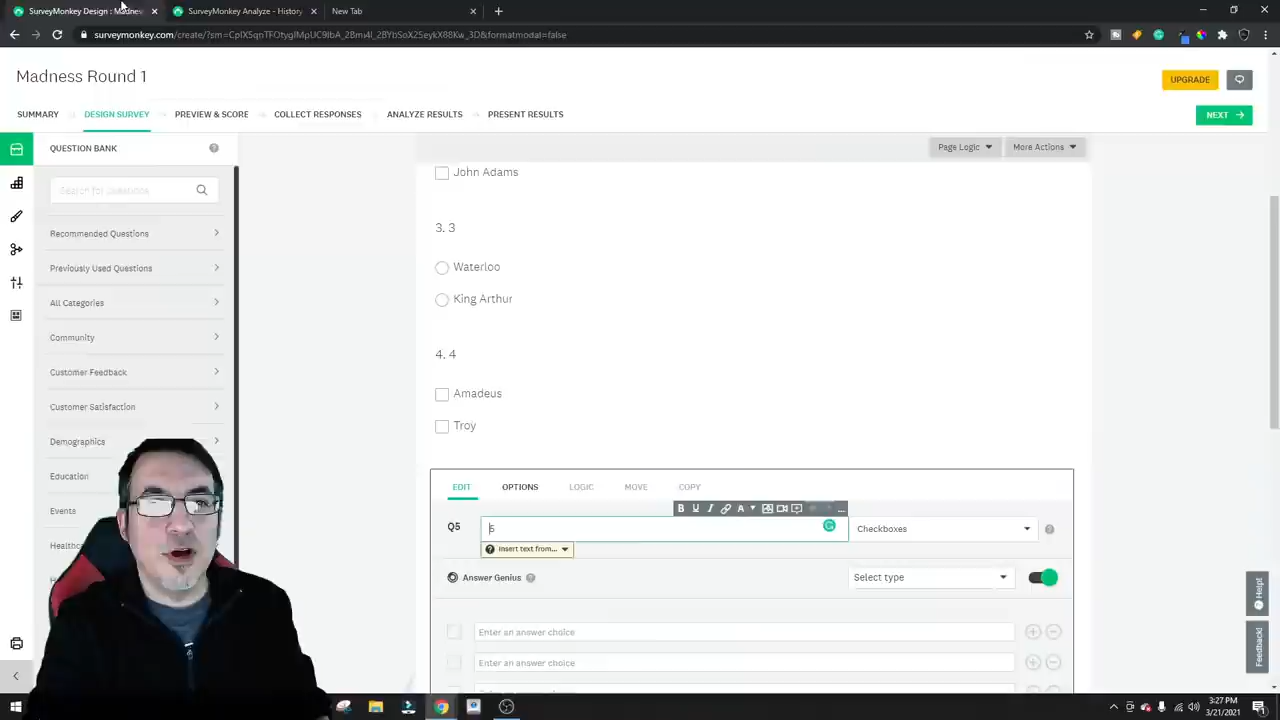 SurveyMonkey Design : Madnes
SurveyMonkey Analyze - History
New Tab
surveymonkey.com/create/?sm=CpIX5qnTFOtygIMpUC9IbA_2Bm4l_2BYbSoX25eykX88Kw_3D&formatmodal=false
Madness Round 1
UPGRADE
SUMMARY
DESIGN SURVEY
PREVIEW & SCORE
COLLECT RESPONSES
ANALYZE RESULTS
PRESENT RESULTS
NEXT
QUESTION BANK
Page Logic
More Actions
Search for questions
Recommended Questions
Previously Used Questions
All Categories
Community
Customer Feedback
Customer Satisfaction
Demographics
Education
Events
Healthc
John Adams
3. 3
Waterloo
King Arthur
4. 4
Amadeus
Troy
EDIT
OPTIONS
LOGIC
MOVE
COPY
B U I A
Q5
5
Checkboxes
Insert text from...
Answer Genius
Select type
Enter an answer choice
Enter an answer choice
Help!
Feedback!
3:27 PM
3/21/2021